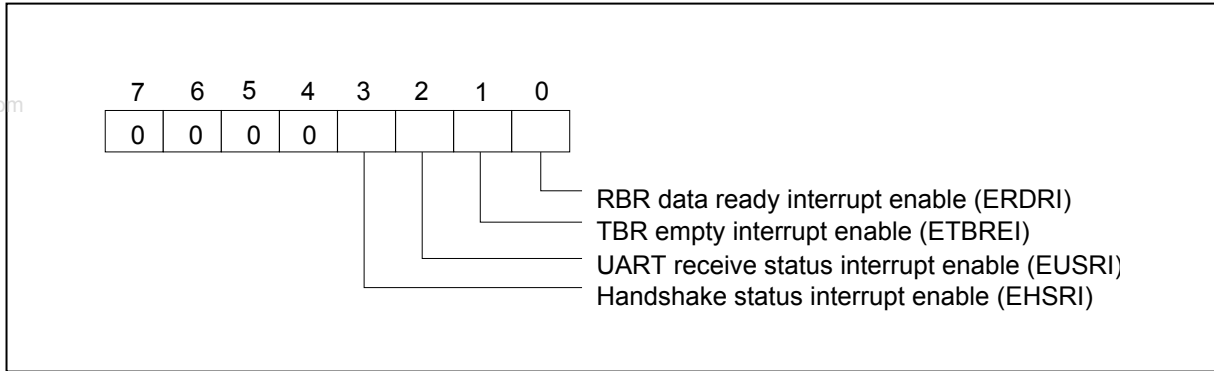 7 6 5 4 3 2 1 0
om
0 0 0 0
RBR data ready interrupt enable (ERDRI)
TBR empty interrupt enable (ETBREI)
UART receive status interrupt enable (EUSRI)
Handshake status interrupt enable (EHSRI)